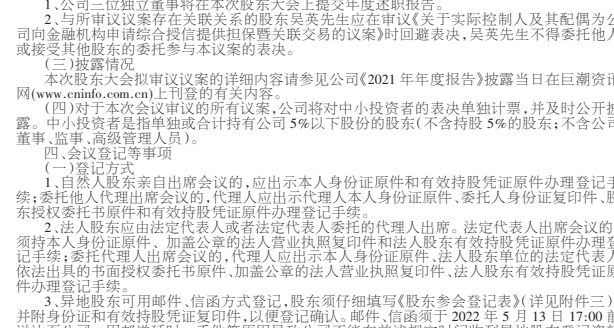 1、公司三位独立董事将在本次股东大会上提交年度述职报告。
2、与所审议议案存在关联关系的股东吴英先生应在审议《关于实际控制人及其配偶为公
司向金融机构申请综合授信提供担保暨关联交易的议案》时回避表决,吴英先生不得委托他人
或接受其他股东的委托参与本议案的表决。
(三)披露情况
本次股东大会拟审议议案的详细内容请参见公司《2021 年年度报告》披露当日在巨潮资讯
网(www.cninfo.com.cn)上刊登的有关内容。
(四)对于本次会议审议的所有议案,公司将对中小投资者的表决单独计票,并及时公开披
露。中小投资者是指单独或合计持有公司 5%以下股份的股东(不含持股 5%的股东;不含公司
董事、监事、高级管理人员)。
四、会议登记等事项
(一)登记方式
1、自然人股东亲自出席会议的,应出示本人身份证原件和有效持股凭证原件办理登记手
续;委托他人代理出席会议的,代理人应出示代理人本人身份证原件、委托人身份证复印件、股
东授权委托书原件和有效持股凭证原件办理登记手续。
2、法人股东应由法定代表人或者法定代表人委托的代理人出席。法定代表人出席会议的,
须持本人身份证原件、加盖公章的法人营业执照复印件和法人股东有效持股凭证原件办理登
记手续;委托代理人出席会议的,代理人应出示本人身份证原件、法人股东单位的法定代表人
依法出具的书面授权委托书原件、加盖公章的法人营业执照复印件、法人股东有效持股凭证原
件办理登记手续。
3、异地股东可用邮件、信函方式登记,股东须仔细填写《股东参会登记表》(详见附件三),
并附身份证和有效持股凭证复印件,以便登记确认。邮件、信函须于 2022 年 5 月 13 日 17:00 前